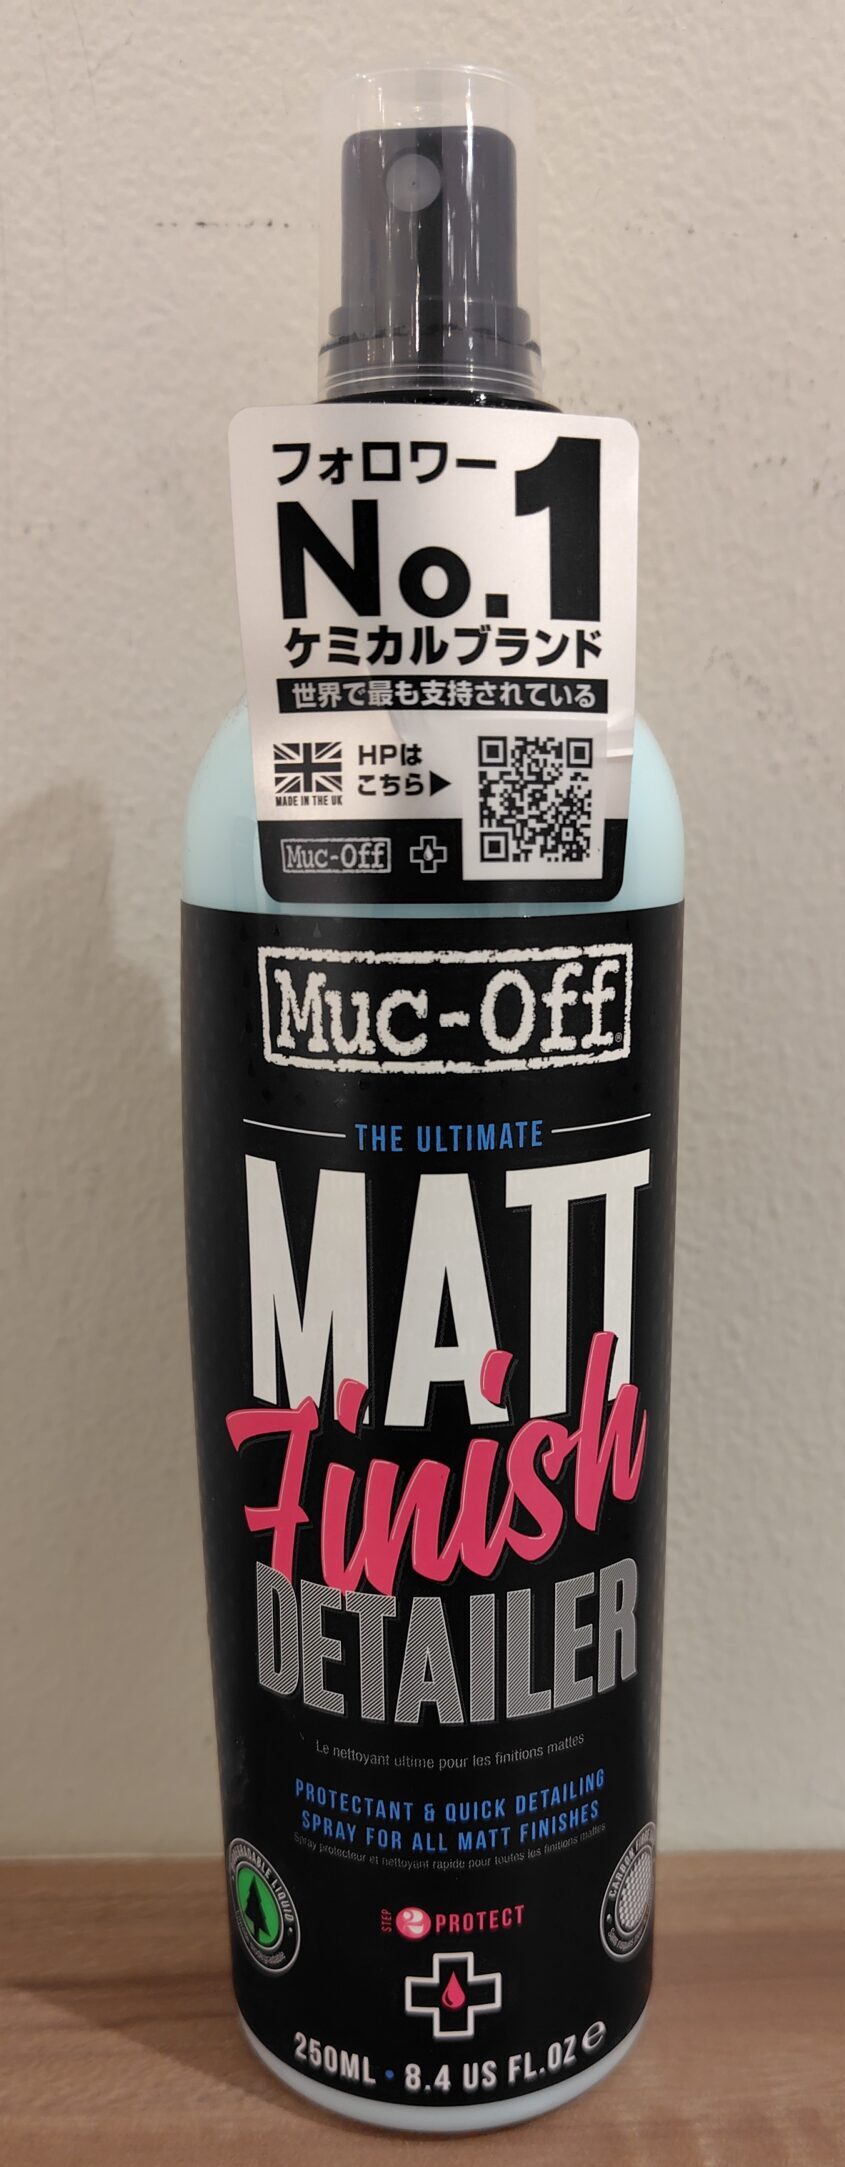 フォロワー
No.1
ケミカルブランド
世界で最も支持されている
HPは
こちら▶
MADE IN THE UK
Muc-Off
Muc-Off®
THE ULTIMATE
MATT
Finish
DETAILER
Le nettoyant ultime pour les finitions mattes
PROTECTANT & QUICK DETAILING
SPRAY FOR ALL MATT FINISHES
Spray protecteur et nettoyant rapide pour toutes les finitions mattes
LIQUID
CARBON
STEP 2 PROTECT
250ML · 8.4 US FL.OZ ℮